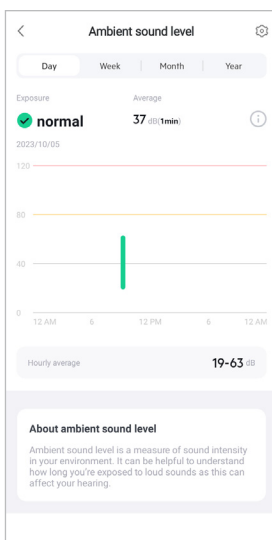 Ambient sound level
Day Week Month Year
Exposure Average
normal 37 dB(1min)
2023/10/05
120
80
40
0
12 AM 6 12 PM 6 12 AM
Hourly average 19-63 dB
About ambient sound level
Ambient sound level is a measure of sound intensity
in your environment. It can be helpful to understand
how long you're exposed to loud sounds as this can
affect your hearing.